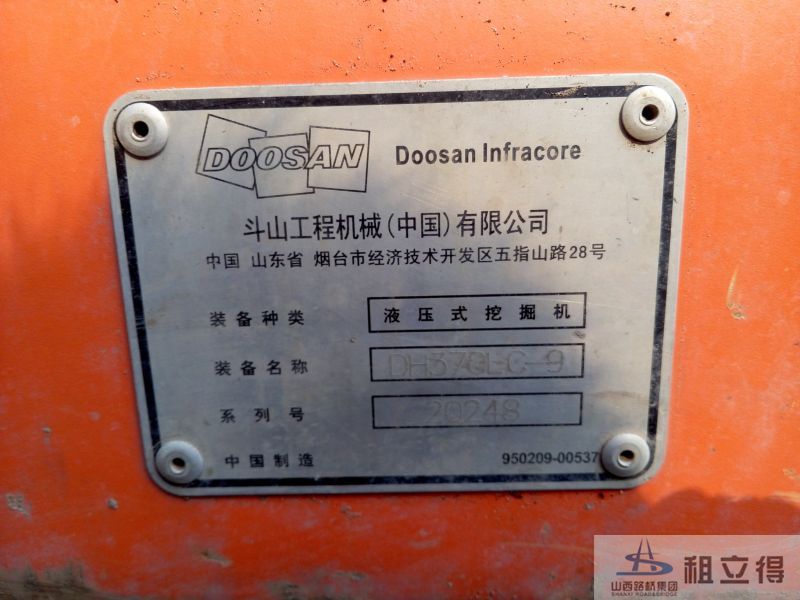 DOOSAN Doosan Infracore
斗山工程机械(中国)有限公司
中国 山东省 烟台市经济技术开发区五指山路28号
装备种类 液压式挖掘机
装备名称 DH370LC-9
系列号 20248
中国制造 950209-00537
山西路桥集团 租立得
SHANXI ROAD&BRIDGE